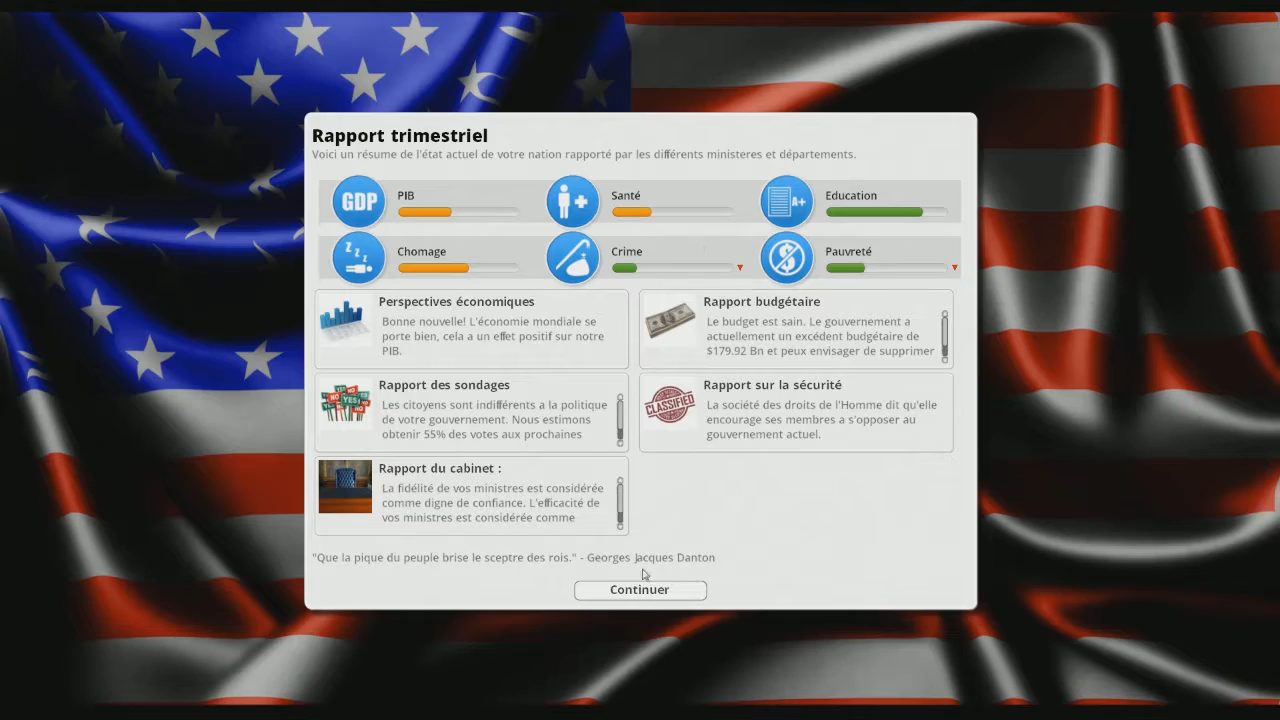 Rapport trimestriel
Voici un résume de l'état actuel de votre nation rapporté par les différents ministeres et départements.
GDP
PIB
Santé
A+
Education
Z Z Z
Chomage
Crime
Pauvreté
Perspectives économiques
Bonne nouvelle! L'économie mondiale se
porte bien, cela a un effet positif sur notre
PIB.
Rapport budgétaire
Le budget est sain. Le gouvernement a
actuellement un excédent budgétaire de
$179.92 Bn et peux envisager de supprimer
Rapport des sondages
Les citoyens sont indifférents a la politique
de votre gouvernement. Nous estimons
obtenir 55% des votes aux prochaines
YES!
NO
CLASSIFIED
Rapport sur la sécurité
La société des droits de l'Homme dit qu'elle
encourage ses membres a s'opposer au
gouvernement actuel.
Rapport du cabinet :
La fidélité de vos ministres est considérée
comme digne de confiance. L'efficacité de
vos ministres est considérée comme
"Que la pique du peuple brise le sceptre des rois." - Georges Jacques Danton
Continuer